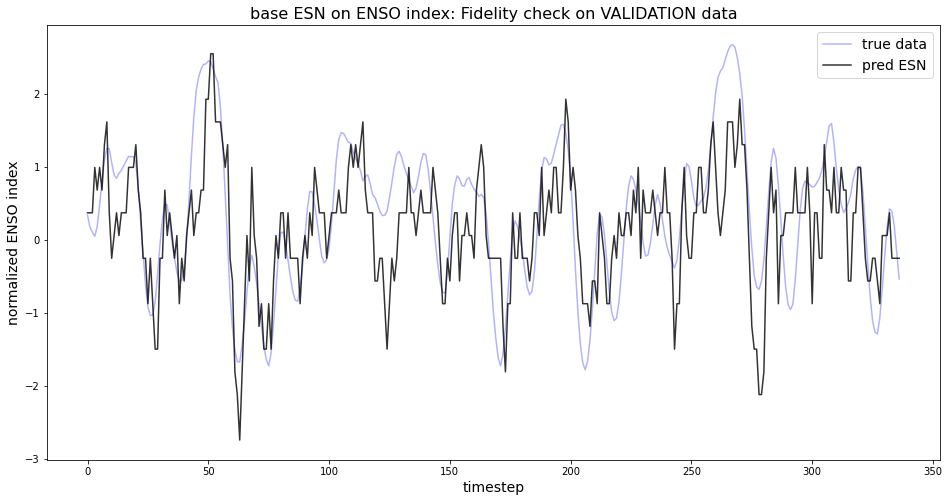 base ESN on ENSO index: Fidelity check on VALIDATION data
true data
pred ESN
normalized ENSO index
2
1
0
−1
−2
−3
0
50
100
150
200
250
300
350
timestep